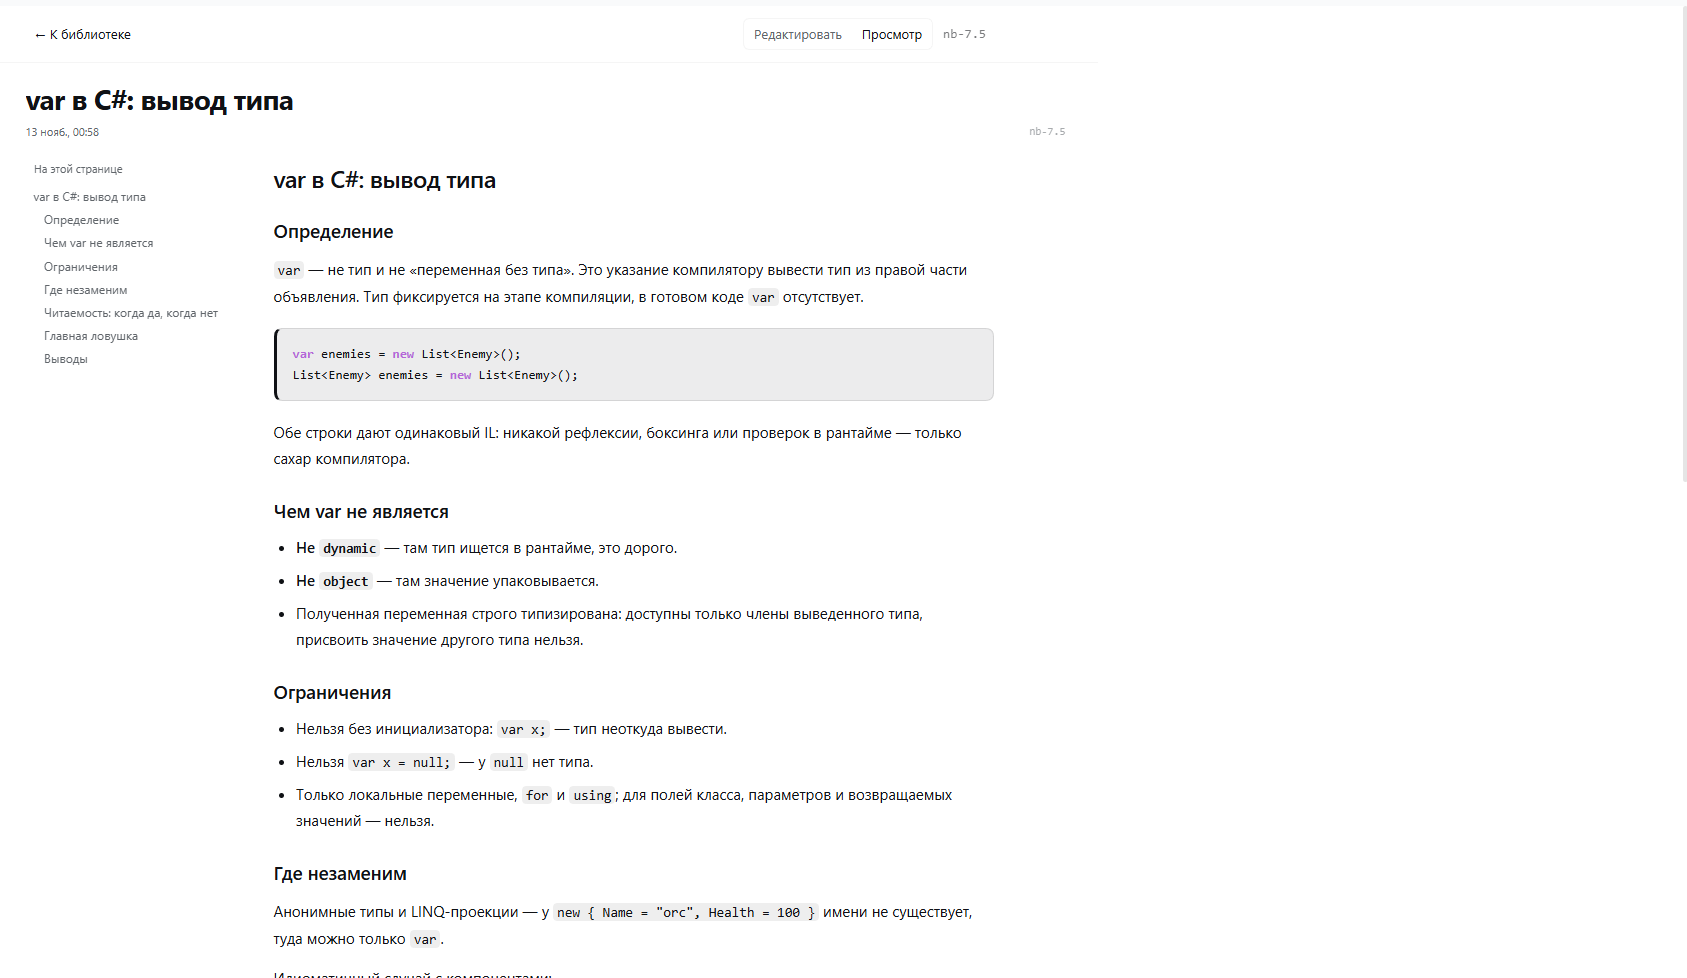 ← К библиотеке
Редактировать Просмотр nb-7.5
var в C#: вывод типа
13 нояб., 00:58
nb-7.5
На этой странице
var в C#: вывод типа
Определение
Чем var не является
Ограничения
Где незаменим
Читаемость: когда да, когда нет
Главная ловушка
Выводы
var в C#: вывод типа
Определение
var — не тип и не «переменная без типа». Это указание компилятору вывести тип из правой части
объявления. Тип фиксируется на этапе компиляции, в готовом коде var отсутствует.
var enemies = new List<Enemy>();
List<Enemy> enemies = new List<Enemy>();
Обе строки дают одинаковый IL: никакой рефлексии, боксинга или проверок в рантайме — только
сахар компилятора.
Чем var не является
• Не dynamic — там тип ищется в рантайме, это дорого.
• Не object — там значение упаковывается.
• Полученная переменная строго типизирована: доступны только члены выведенного типа,
присвоить значение другого типа нельзя.
Ограничения
• Нельзя без инициализатора: var x; — тип неоткуда вывести.
• Нельзя var x = null; — у null нет типа.
• Только локальные переменные, for и using; для полей класса, параметров и возвращаемых
значений — нельзя.
Где незаменим
Анонимные типы и LINQ-проекции — у new { Name = "orc", Health = 100 } имени не существует,
туда можно только var.
Идиоматичный случай с компонентами: